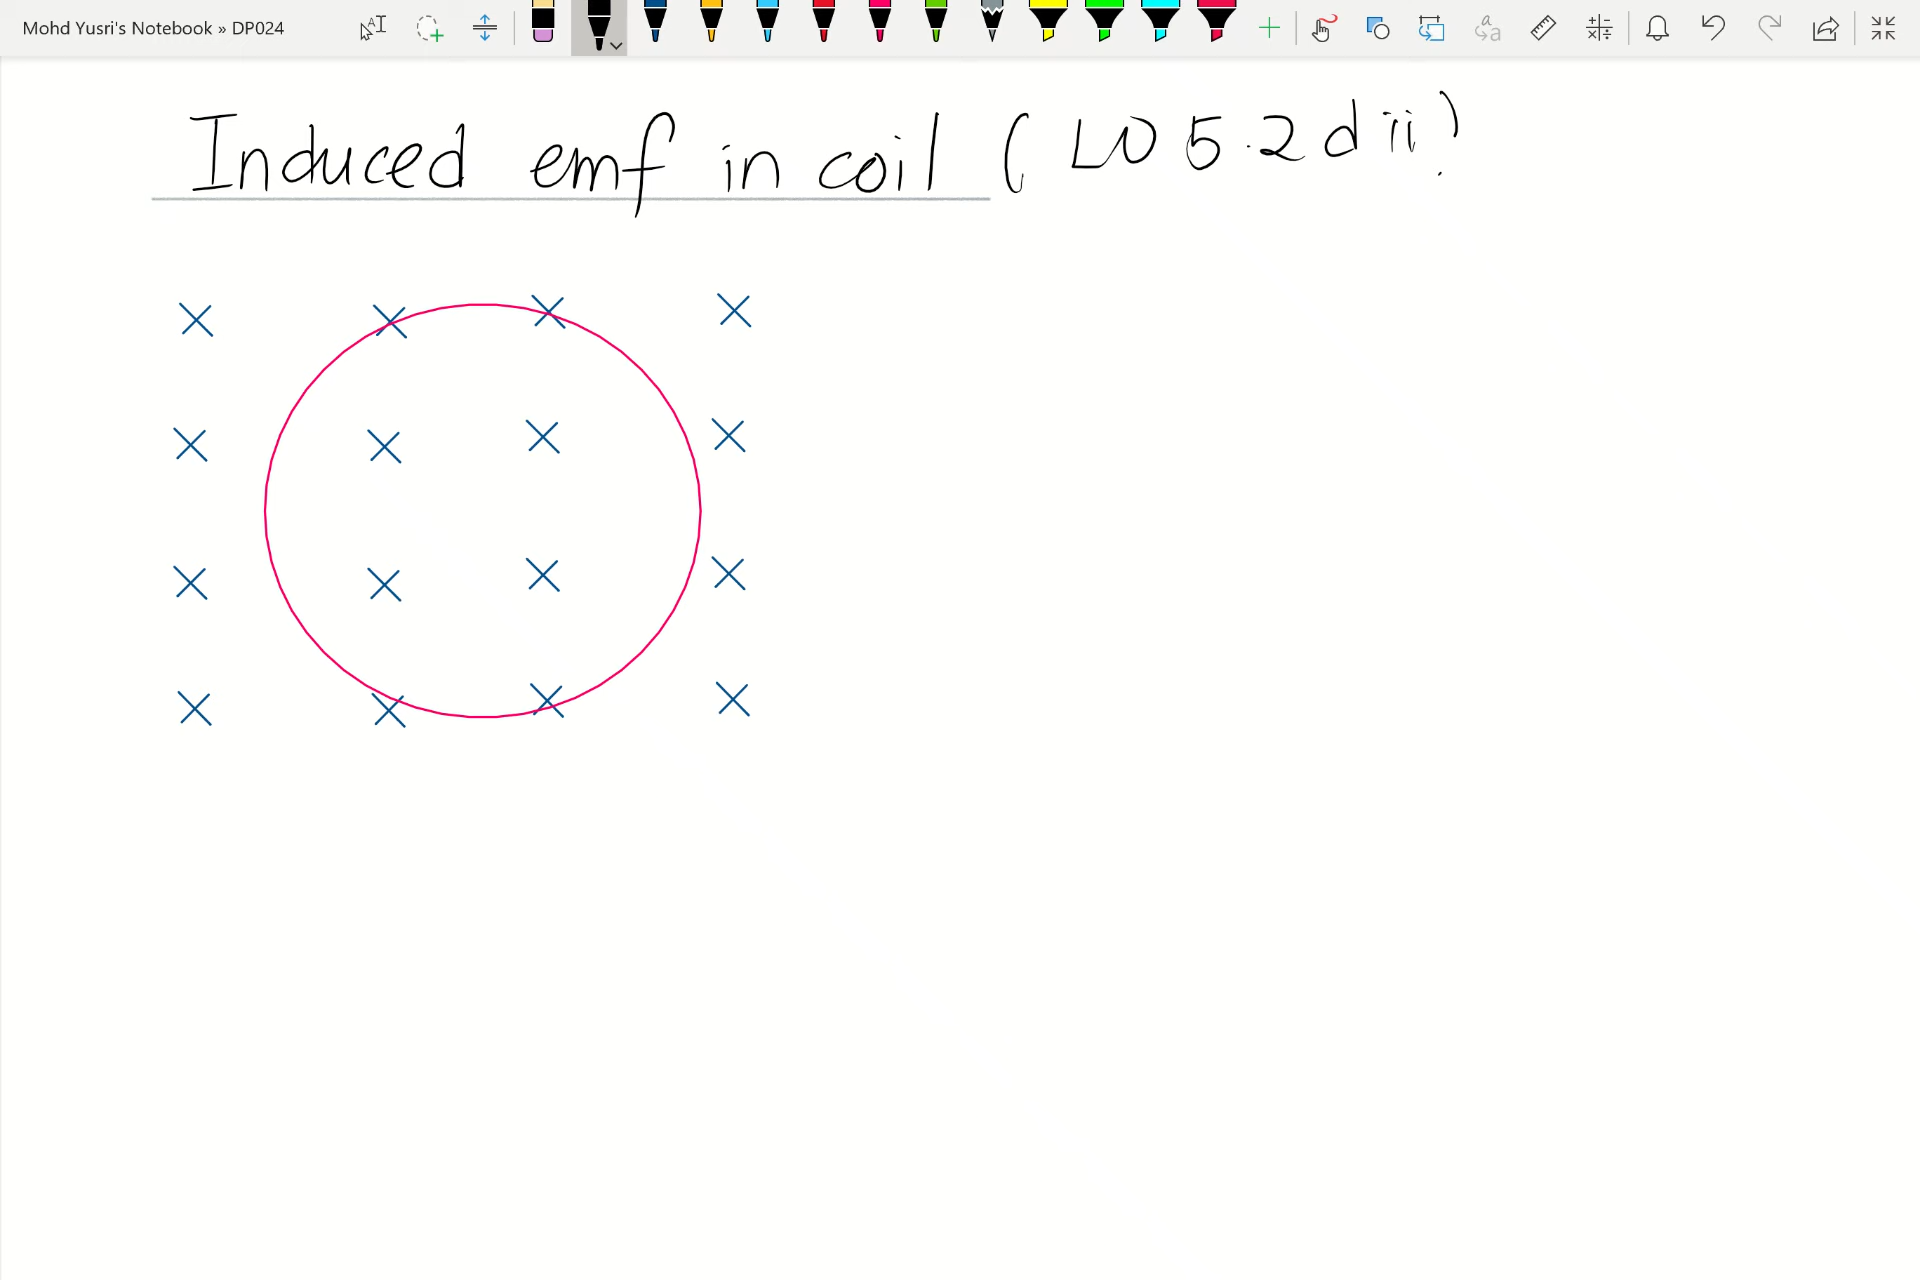 Mohd Yusri's Notebook » DP024
Induced emf in coil (LO 5.2 d ii)